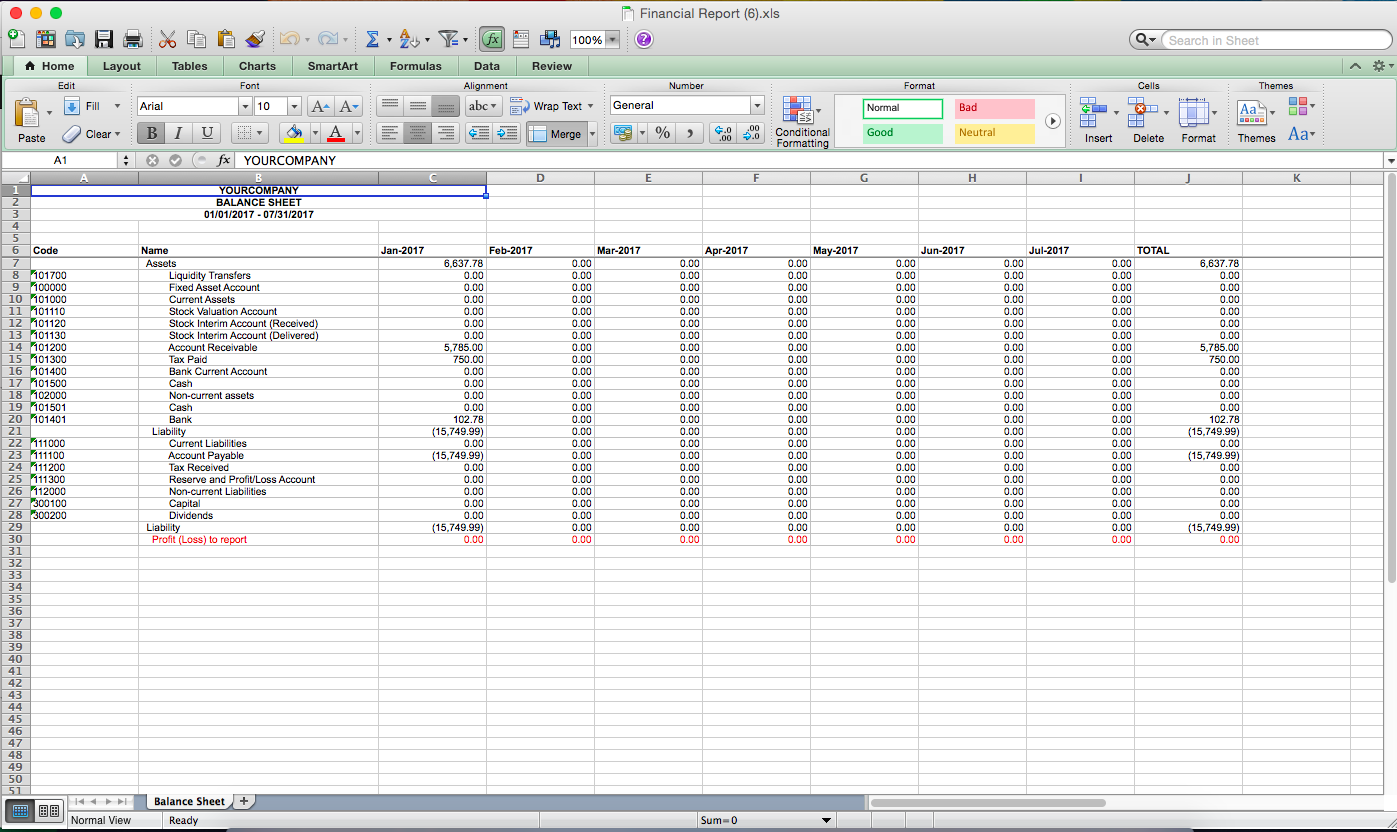 Financial Report (6).xls
100%
Search in Sheet
Home Layout Tables Charts SmartArt Formulas Data Review
Edit Font Alignment Number Format Cells Themes
Paste Fill Arial 10 A A abc Wrap Text General Conditional Formatting Normal Bad Insert Delete Format Themes Aa
Clear B I U A Merge % Good Neutral Aa
A1 fx YOURCOMPANY
A B C D E F G H I J K
1 YOURCOMPANY
2 BALANCE SHEET
3 01/01/2017 - 07/31/2017
4
5
6 Code Name Jan-2017 Feb-2017 Mar-2017 Apr-2017 May-2017 Jun-2017 Jul-2017 TOTAL
7 Assets 6,637.78 0.00 0.00 0.00 0.00 0.00 0.00 6,637.78
8 101700 Liquidity Transfers 0.00 0.00 0.00 0.00 0.00 0.00 0.00 0.00
9 100000 Fixed Asset Account 0.00 0.00 0.00 0.00 0.00 0.00 0.00 0.00
10 101000 Current Assets 0.00 0.00 0.00 0.00 0.00 0.00 0.00 0.00
11 101110 Stock Valuation Account 0.00 0.00 0.00 0.00 0.00 0.00 0.00 0.00
12 101120 Stock Interim Account (Received) 0.00 0.00 0.00 0.00 0.00 0.00 0.00 0.00
13 101130 Stock Interim Account (Delivered) 0.00 0.00 0.00 0.00 0.00 0.00 0.00 0.00
14 101200 Account Receivable 5,785.00 0.00 0.00 0.00 0.00 0.00 0.00 5,785.00
15 101300 Tax Paid 750.00 0.00 0.00 0.00 0.00 0.00 0.00 750.00
16 101400 Bank Current Account 0.00 0.00 0.00 0.00 0.00 0.00 0.00 0.00
17 101500 Cash 0.00 0.00 0.00 0.00 0.00 0.00 0.00 0.00
18 102000 Non-current assets 0.00 0.00 0.00 0.00 0.00 0.00 0.00 0.00
19 101501 Cash 0.00 0.00 0.00 0.00 0.00 0.00 0.00 0.00
20 101401 Bank 102.78 0.00 0.00 0.00 0.00 0.00 0.00 102.78
21 Liability (15,749.99) 0.00 0.00 0.00 0.00 0.00 0.00 (15,749.99)
22 111000 Current Liabilities 0.00 0.00 0.00 0.00 0.00 0.00 0.00 0.00
23 111100 Account Payable (15,749.99) 0.00 0.00 0.00 0.00 0.00 0.00 (15,749.99)
24 111200 Tax Received 0.00 0.00 0.00 0.00 0.00 0.00 0.00 0.00
25 111300 Reserve and Profit/Loss Account 0.00 0.00 0.00 0.00 0.00 0.00 0.00 0.00
26 112000 Non-current Liabilities 0.00 0.00 0.00 0.00 0.00 0.00 0.00 0.00
27 300100 Capital 0.00 0.00 0.00 0.00 0.00 0.00 0.00 0.00
28 300200 Dividends 0.00 0.00 0.00 0.00 0.00 0.00 0.00 0.00
29 Liability (15,749.99) 0.00 0.00 0.00 0.00 0.00 0.00 (15,749.99)
30 Profit (Loss) to report 0.00 0.00 0.00 0.00 0.00 0.00 0.00 0.00
31
32
33
34
35
36
37
38
39
40
41
42
43
44
45
46
47
48
49
50
51
Balance Sheet
Normal View Ready Sum=0